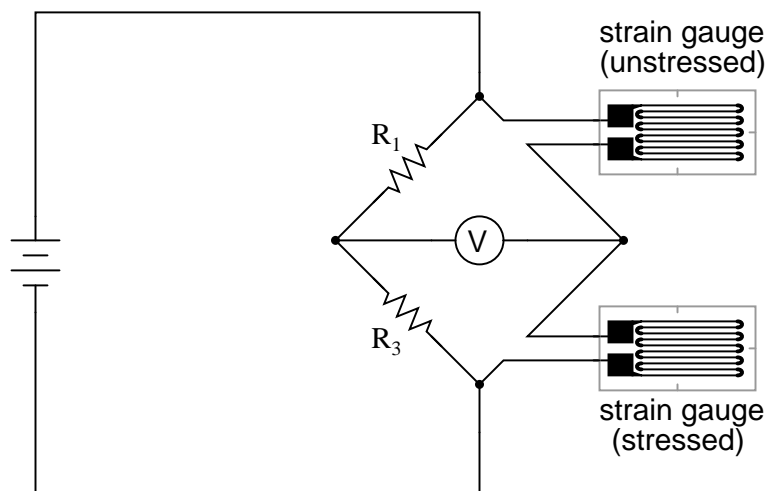 strain gauge
(unstressed)
R1
V
R3
strain gauge
(stressed)